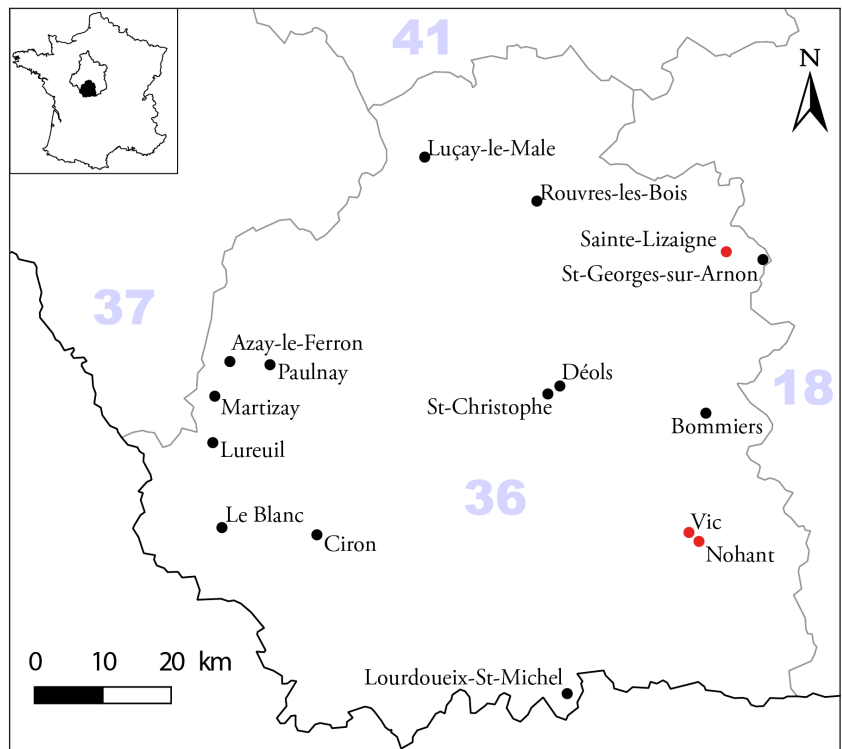 41
N
Luçay-le-Male
Rouvres-les-Bois
Sainte-Lizaigne
St-Georges-sur-Arnon
37
Azay-le-Ferron
Paulnay
Déols
18
Martizay
St-Christophe
Bommiers
Lureuil
36
Le Blanc
Vic
Ciron
Nohant
0 10 20 km
Lourdoueix-St-Michel